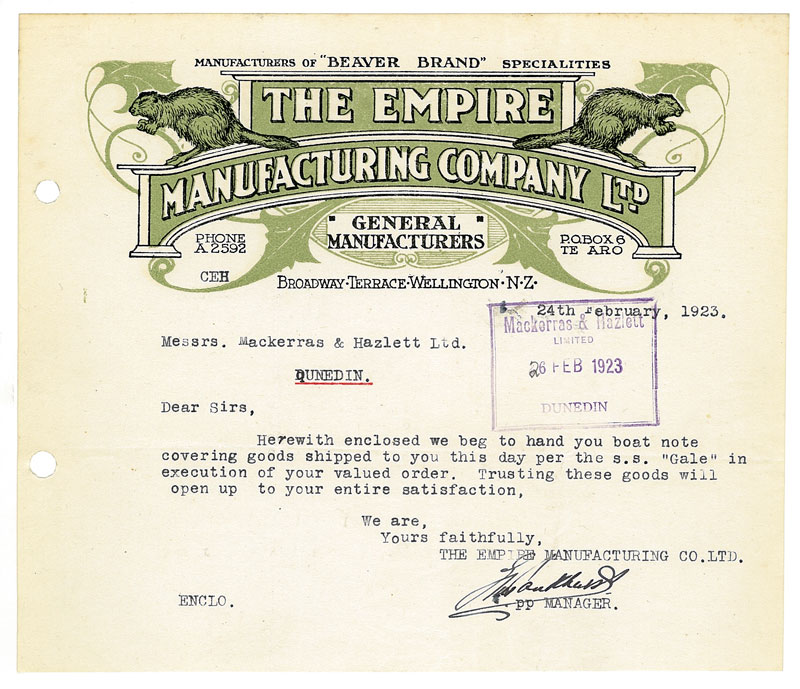 MANUFACTURERS OF "BEAVER BRAND" SPECIALITIES
THE EMPIRE
MANUFACTURING COMPANY LTD
GENERAL
MANUFACTURERS
PHONE
A.2592
P.O. BOX 6
TE ARO
CEH
BROADWAY·TERRACE·WELLINGTON·N·Z·
24th February, 1923.
Mackerras & Hazlett
LIMITED
26 FEB 1923
DUNEDIN
Messrs. Mackerras & Hazlett Ltd.
DUNEDIN.
Dear Sirs,
Herewith enclosed we beg to hand you boat note
covering goods shipped to you this day per the s.s. "Gale" in
execution of your valued order. Trusting these goods will
open up to your entire satisfaction,
We are,
Yours faithfully,
THE EMPIRE MANUFACTURING CO.LTD.
pp MANAGER.
ENCLO.